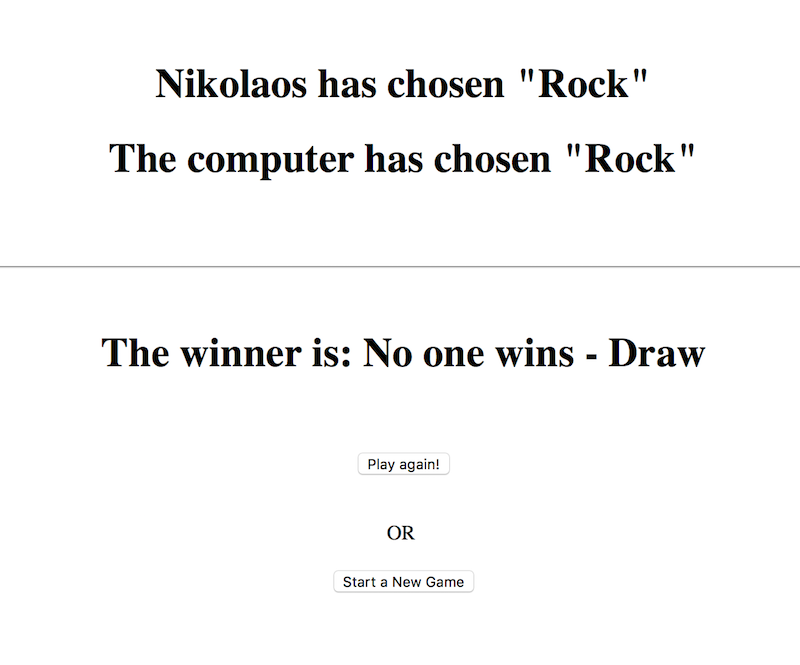 Nikolaos has chosen "Rock"
The computer has chosen "Rock"
The winner is: No one wins - Draw
Play again!
OR
Start a New Game